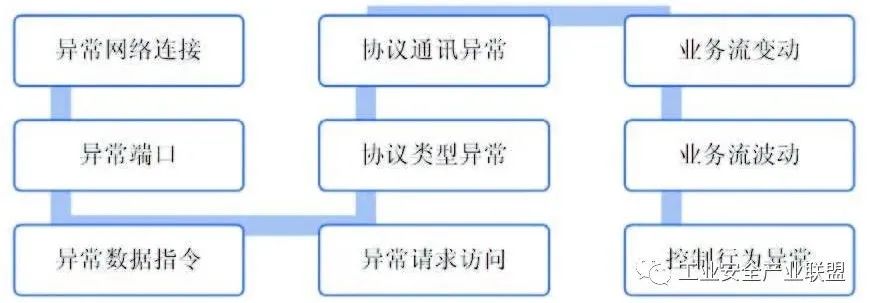 异常网络连接
协议通讯异常
业务流变动
异常端口
协议类型异常
业务流波动
异常数据指令
异常请求访问
控制行为异常
工业安全产业联盟